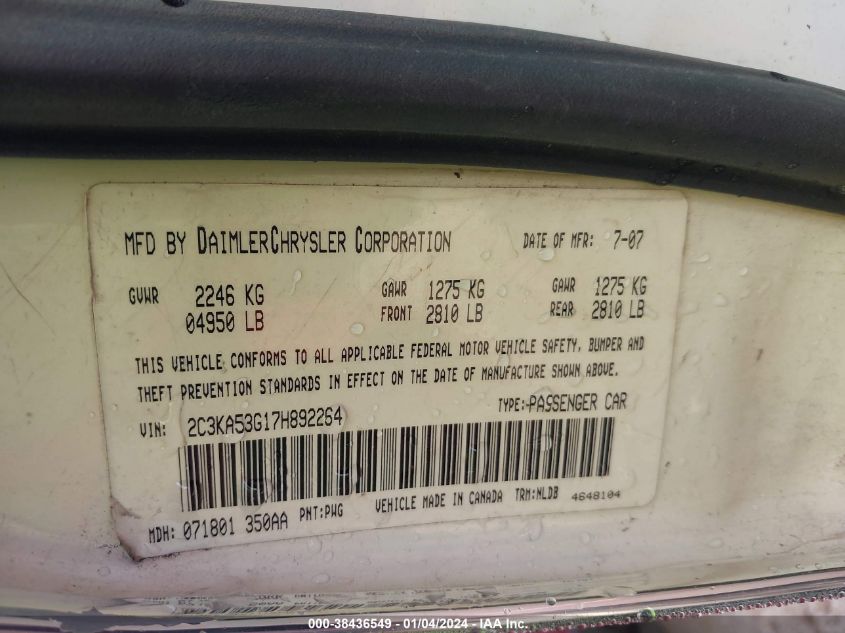 MFD BY DAIMLERCHRYSLER CORPORATION DATE OF MFR: 7-07
GVWR 2246 KG GAWR 1275 KG GAWR 1275 KG
04950 LB FRONT 2810 LB REAR 2810 LB
THIS VEHICLE CONFORMS TO ALL APPLICABLE FEDERAL MOTOR VEHICLE SAFETY, BUMPER AND
THEFT PREVENTION STANDARDS IN EFFECT ON THE DATE OF MANUFACTURE SHOWN ABOVE.
VIN: 2C3KA53G17H892264 TYPE: PASSENGER CAR
MDH: 071801 350AA PNT:PWG VEHICLE MADE IN CANADA TRM:NLDB 4648104
000-38436549 - 01/04/2024 - IAA Inc.